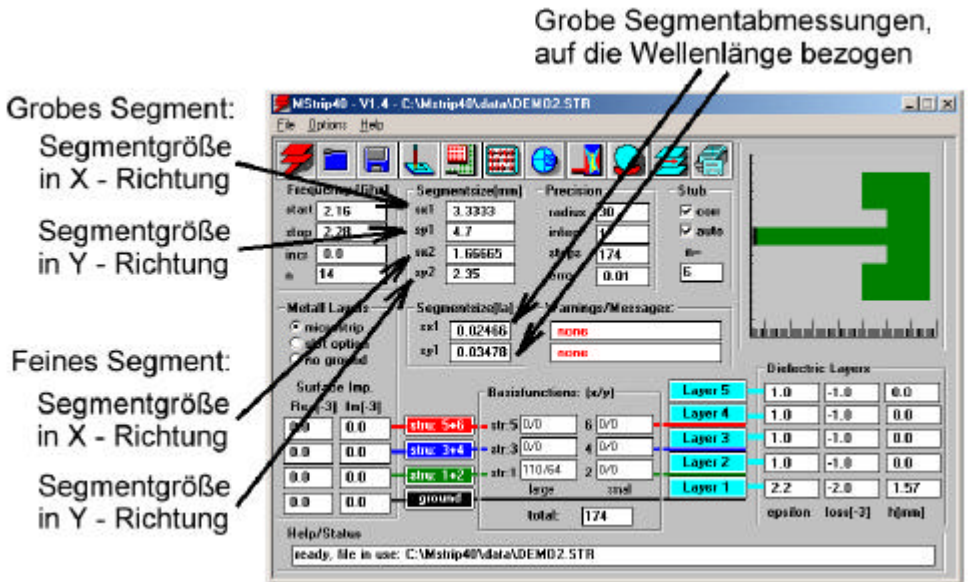 Grobe Segmentabmessungen,
auf die Wellenlänge bezogen
Grobes Segment:
Segmentgröße
in X - Richtung
Segmentgröße
in Y - Richtung
Feines Segment:
Segmentgröße
in X - Richtung
Segmentgröße
in Y - Richtung
MStrip40 - V1.4 - C:\Mstrip40\data\DEMO2.STR
File Options Help
Segmentsize[mm]
Precision
Stub
start 2.16
sx1 3.3333
radius 30
corr
stop 2.28
sy1 4.7
auto
incr 0.0
sx2 1.66665
steps 174
n=
n 14
sy2 2.35
error 0.01
6
Metall Layers
Warnings/Messages:
microstrip
slot option
no ground
sx1 0.02466
none
sy1 0.03478
none
Dielectric Layers
Surface Imp.
Re[-3] Im[-3]
Basisfunctions: (x/y)
Layer 5 1.0 -1.0 0.0
0.0 0.0 stru: 5+6 str:5 0/0 6 0/0
Layer 4 1.0 -1.0 0.0
0.0 0.0 stru: 3+4 str:3 0/0 4 0/0
Layer 3 1.0 -1.0 0.0
0.0 0.0 stru: 1+2 str:1 110/64 2 0/0
Layer 2 1.0 -1.0 0.0
0.0 0.0 ground
large small
Layer 1 2.2 -2.0 1.57
total: 174
epsilon loss[-3] h[mm]
Help/Status
ready, file in use: C:\Mstrip40\data\DEMO2.STR